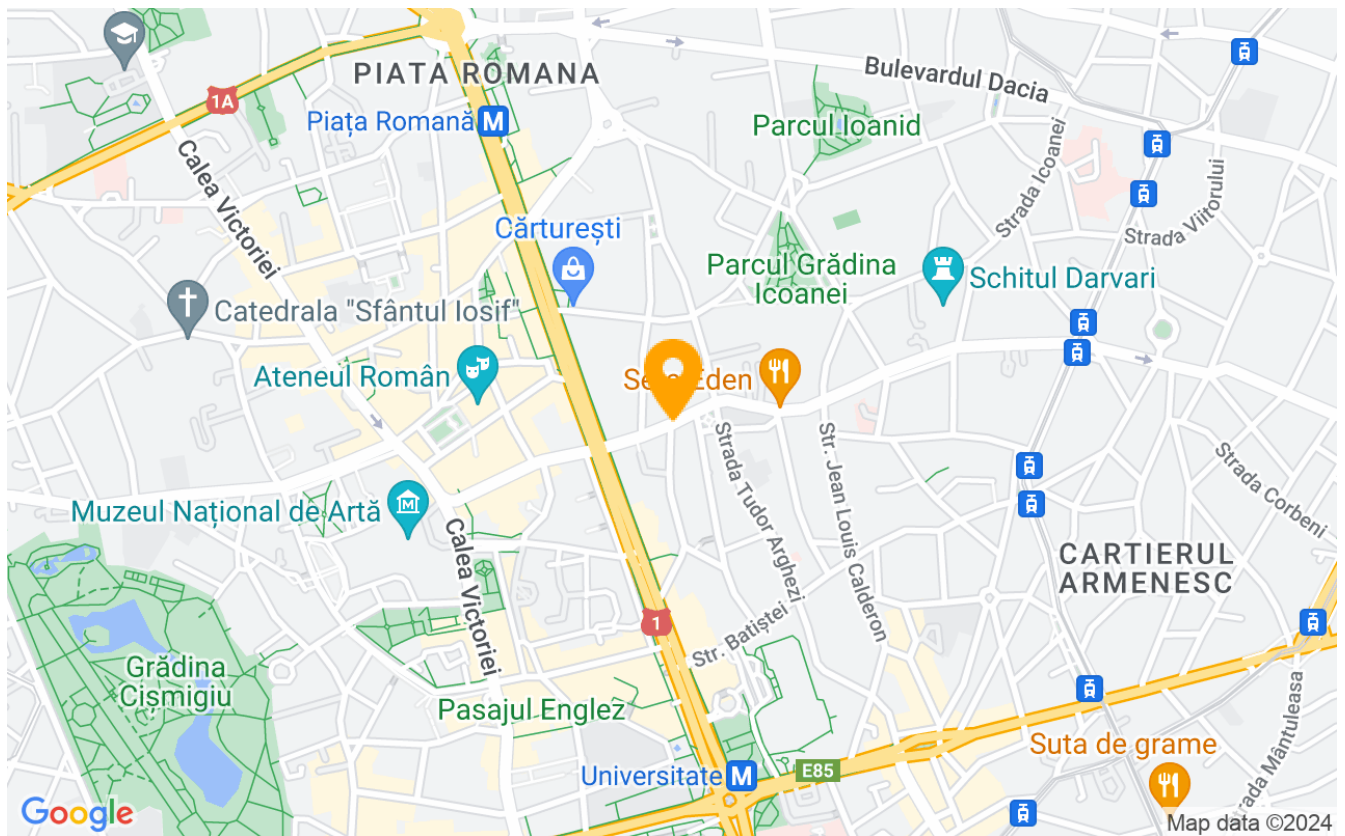 PIATA ROMANA
Bulevardul Dacia
1A
Piața Romană
M
Parcul Ioanid
Strada Icoanei
Calea Victoriei
Strada Viitorului
Cărturești
Parcul Grădina
Icoanei
Schitul Darvari
Catedrala "Sfântul Iosif"
Ateneul Român
Eden
Strada Tudor Arghezi
Str. Jean Louis Calderon
Strada Corbeni
Muzeul Național de Artă
Calea Victoriei
CARTIERUL
ARMENESC
1
Str. Batiștei
Grădina
Cișmigiu
Pasajul Englez
Strada Mântuleasa
Suta de grame
Universitate
M
E85
Google
Map data ©2024